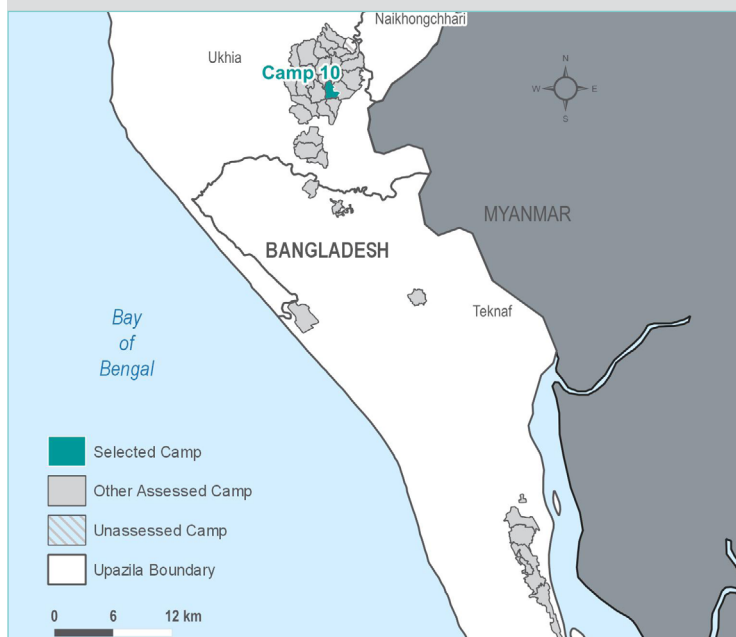 Naikhongchhari
Ukhia
Camp 10
N
W E
S
MYANMAR
BANGLADESH
Teknaf
Bay
of
Bengal
Selected Camp
Other Assessed Camp
Unassessed Camp
Upazila Boundary
0 6 12 km